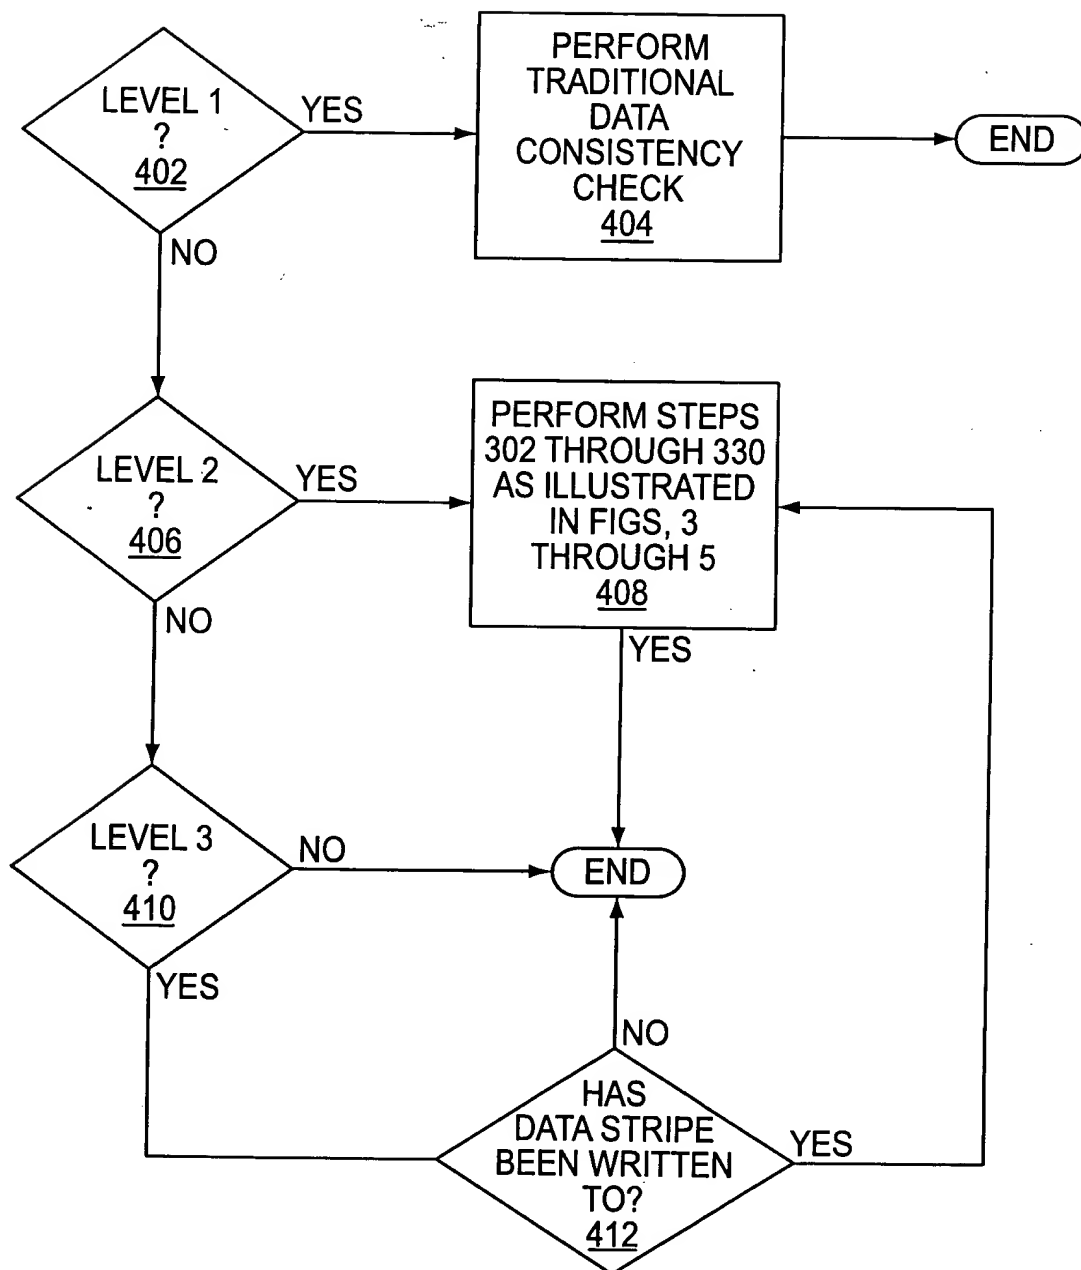 LEVEL 1
?
402
YES
NO
PERFORM
TRADITIONAL
DATA
CONSISTENCY
CHECK
404
END
LEVEL 2
?
406
YES
NO
PERFORM STEPS
302 THROUGH 330
AS ILLUSTRATED
IN FIGS, 3
THROUGH 5
408
YES
LEVEL 3
?
410
NO
YES
END
NO
HAS
DATA STRIPE
BEEN WRITTEN
TO?
412
YES